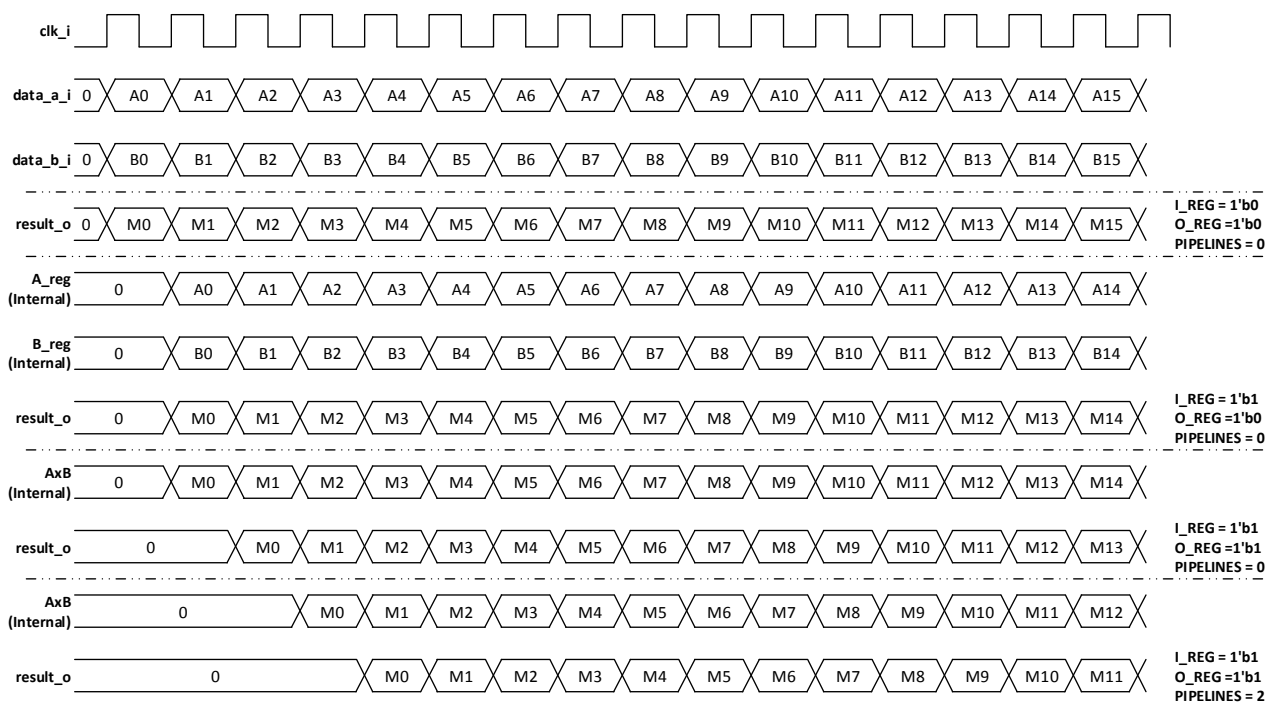 clk_i
data_a_i 0 A0 A1 A2 A3 A4 A5 A6 A7 A8 A9 A10 A11 A12 A13 A14 A15
data_b_i 0 B0 B1 B2 B3 B4 B5 B6 B7 B8 B9 B10 B11 B12 B13 B14 B15
result_o 0 M0 M1 M2 M3 M4 M5 M6 M7 M8 M9 M10 M11 M12 M13 M14 M15
I_REG = 1'b0
O_REG =1'b0
PIPELINES = 0
A_reg
(Internal) 0 A0 A1 A2 A3 A4 A5 A6 A7 A8 A9 A10 A11 A12 A13 A14
B_reg
(Internal) 0 B0 B1 B2 B3 B4 B5 B6 B7 B8 B9 B10 B11 B12 B13 B14
result_o 0 M0 M1 M2 M3 M4 M5 M6 M7 M8 M9 M10 M11 M12 M13 M14
I_REG = 1'b1
O_REG =1'b0
PIPELINES = 0
AxB
(Internal) 0 M0 M1 M2 M3 M4 M5 M6 M7 M8 M9 M10 M11 M12 M13 M14
result_o 0 M0 M1 M2 M3 M4 M5 M6 M7 M8 M9 M10 M11 M12 M13
I_REG = 1'b1
O_REG =1'b1
PIPELINES = 0
AxB
(Internal) 0 M0 M1 M2 M3 M4 M5 M6 M7 M8 M9 M10 M11 M12
result_o 0 M0 M1 M2 M3 M4 M5 M6 M7 M8 M9 M10 M11
I_REG = 1'b1
O_REG =1'b1
PIPELINES = 2